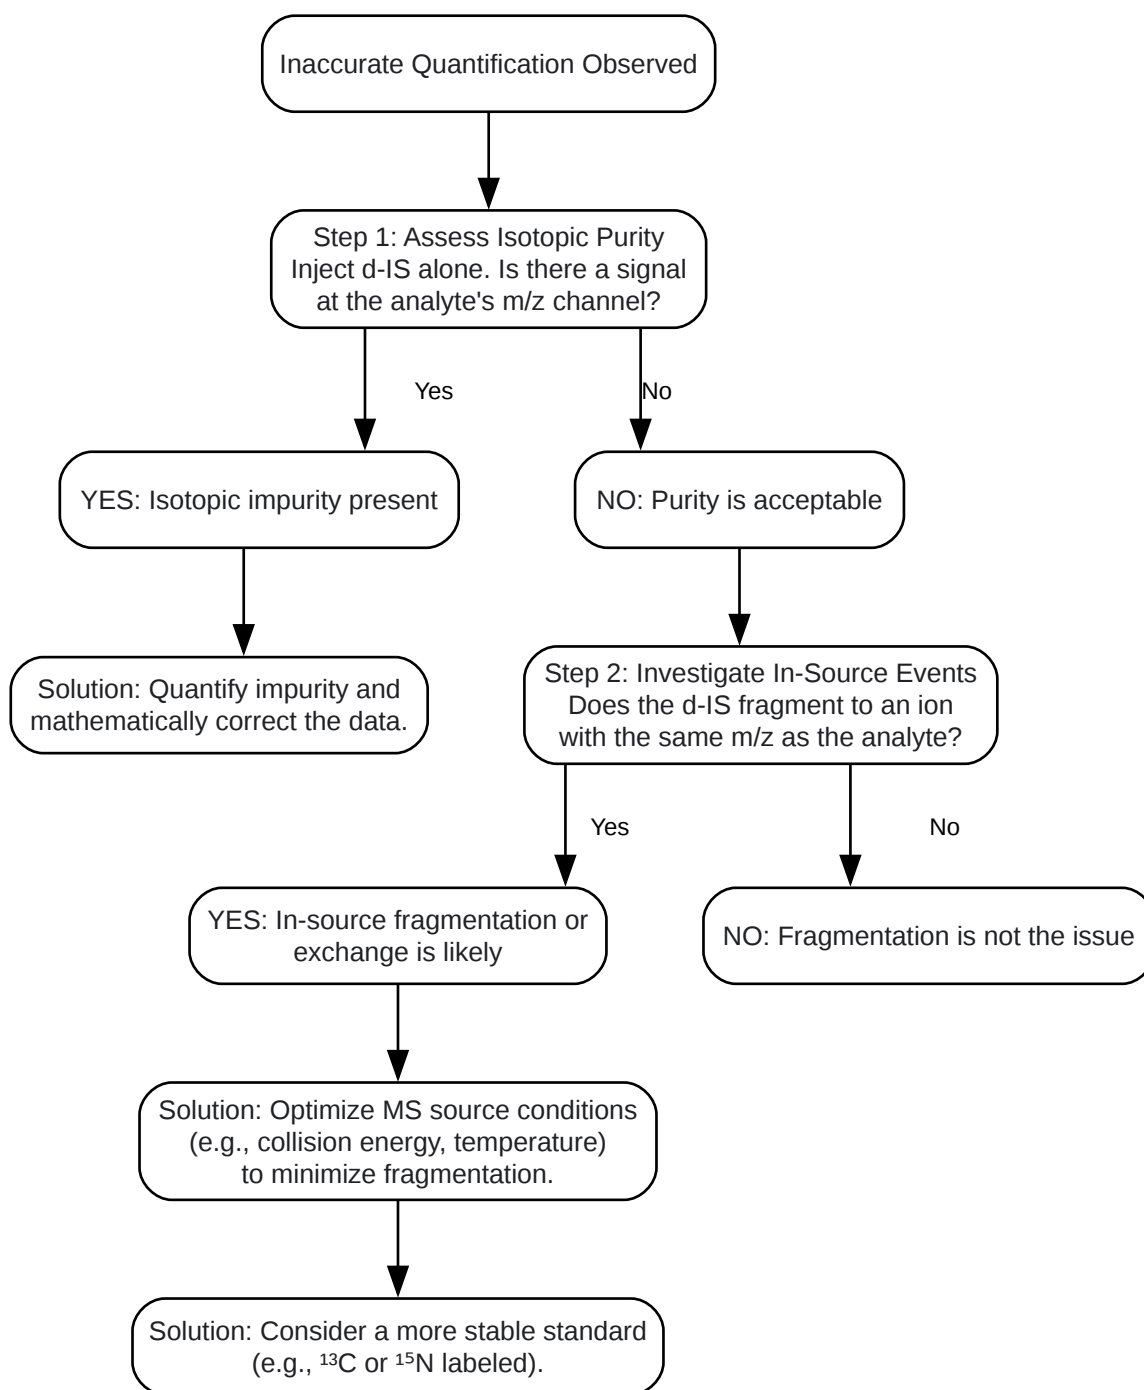 Inaccurate Quantification Observed
Step 1: Assess Isotopic Purity
Inject d-IS alone. Is there a signal
at the analyte's m/z channel?
Yes
No
YES: Isotopic impurity present
NO: Purity is acceptable
Solution: Quantify impurity and
mathematically correct the data.
Step 2: Investigate In-Source Events
Does the d-IS fragment to an ion
with the same m/z as the analyte?
Yes
No
YES: In-source fragmentation or
exchange is likely
NO: Fragmentation is not the issue
Solution: Optimize MS source conditions
(e.g., collision energy, temperature)
to minimize fragmentation.
Solution: Consider a more stable standard
(e.g., ¹³C or ¹⁵N labeled).